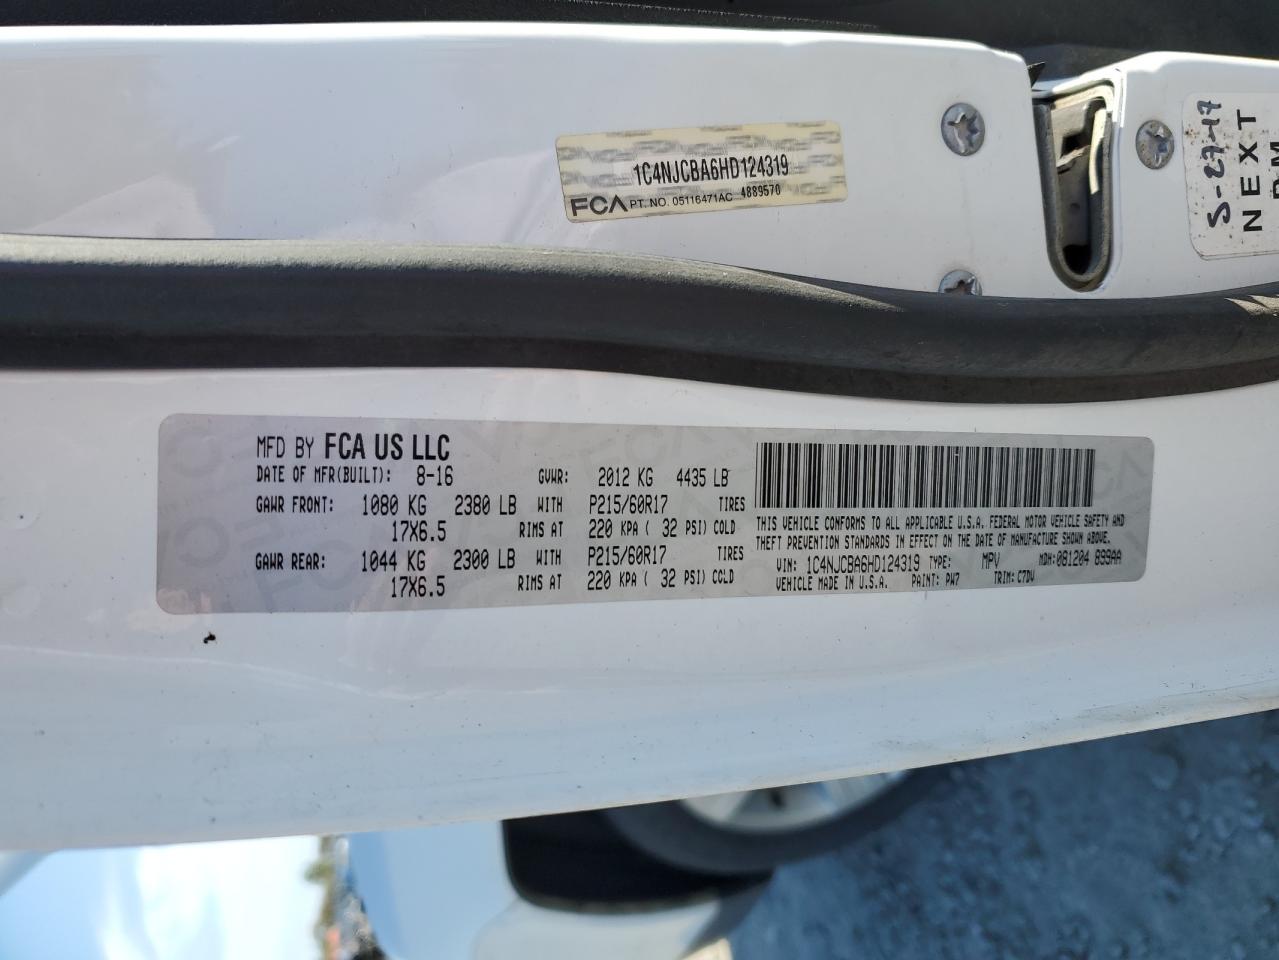 1C4NJCBA6HD124319
FCA PT. NO. 05116471AC 4889570
S-27-17
NEXT
MFD BY FCA US LLC
DATE OF MFR(BUILT): 8-16 GVWR: 2012 KG 4435 LB
GAWR FRONT: 1080 KG 2380 LB WITH P215/60R17 TIRES
17X6.5 RIMS AT 220 KPA ( 32 PSI) COLD
GAWR REAR: 1044 KG 2300 LB WITH P215/60R17 TIRES
17X6.5 RIMS AT 220 KPA ( 32 PSI) COLD
THIS VEHICLE CONFORMS TO ALL APPLICABLE U.S.A. FEDERAL MOTOR VEHICLE SAFETY AND
THEFT PREVENTION STANDARDS IN EFFECT ON THE DATE OF MANUFACTURE SHOWN ABOVE.
VIN: 1C4NJCBA6HD124319 TYPE: MPV MDH:081204 899AA
VEHICLE MADE IN U.S.A. PAINT: PW7 TRIM: C7DV